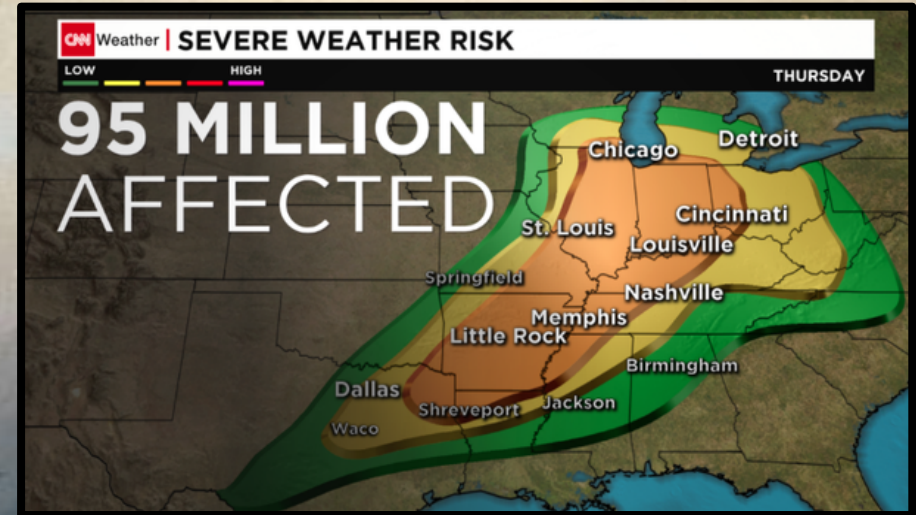 CNN Weather | SEVERE WEATHER RISK
LOW HIGH
THURSDAY
95 MILLION
AFFECTED
Chicago
Detroit
St. Louis
Cincinnati
Louisville
Springfield
Nashville
Memphis
Little Rock
Birmingham
Dallas
Shreveport
Jackson
Waco